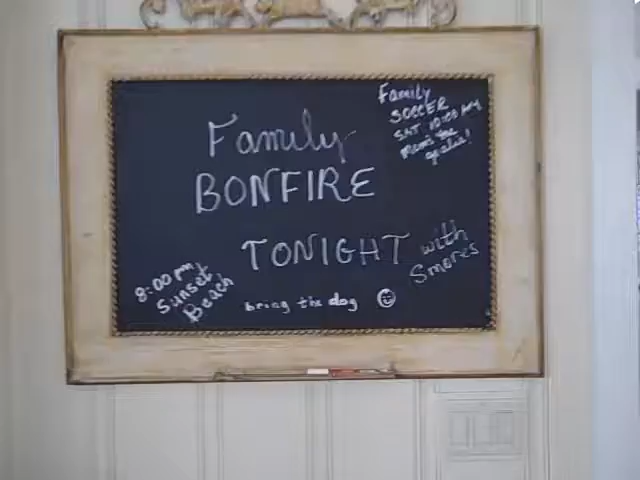 Family
SOCCER
SAT 10:00 AM
Mom's the
goalie!
Family
BONFIRE
TONIGHT
with
Smores
8:00 pm
Sunset
Beach
bring the dog